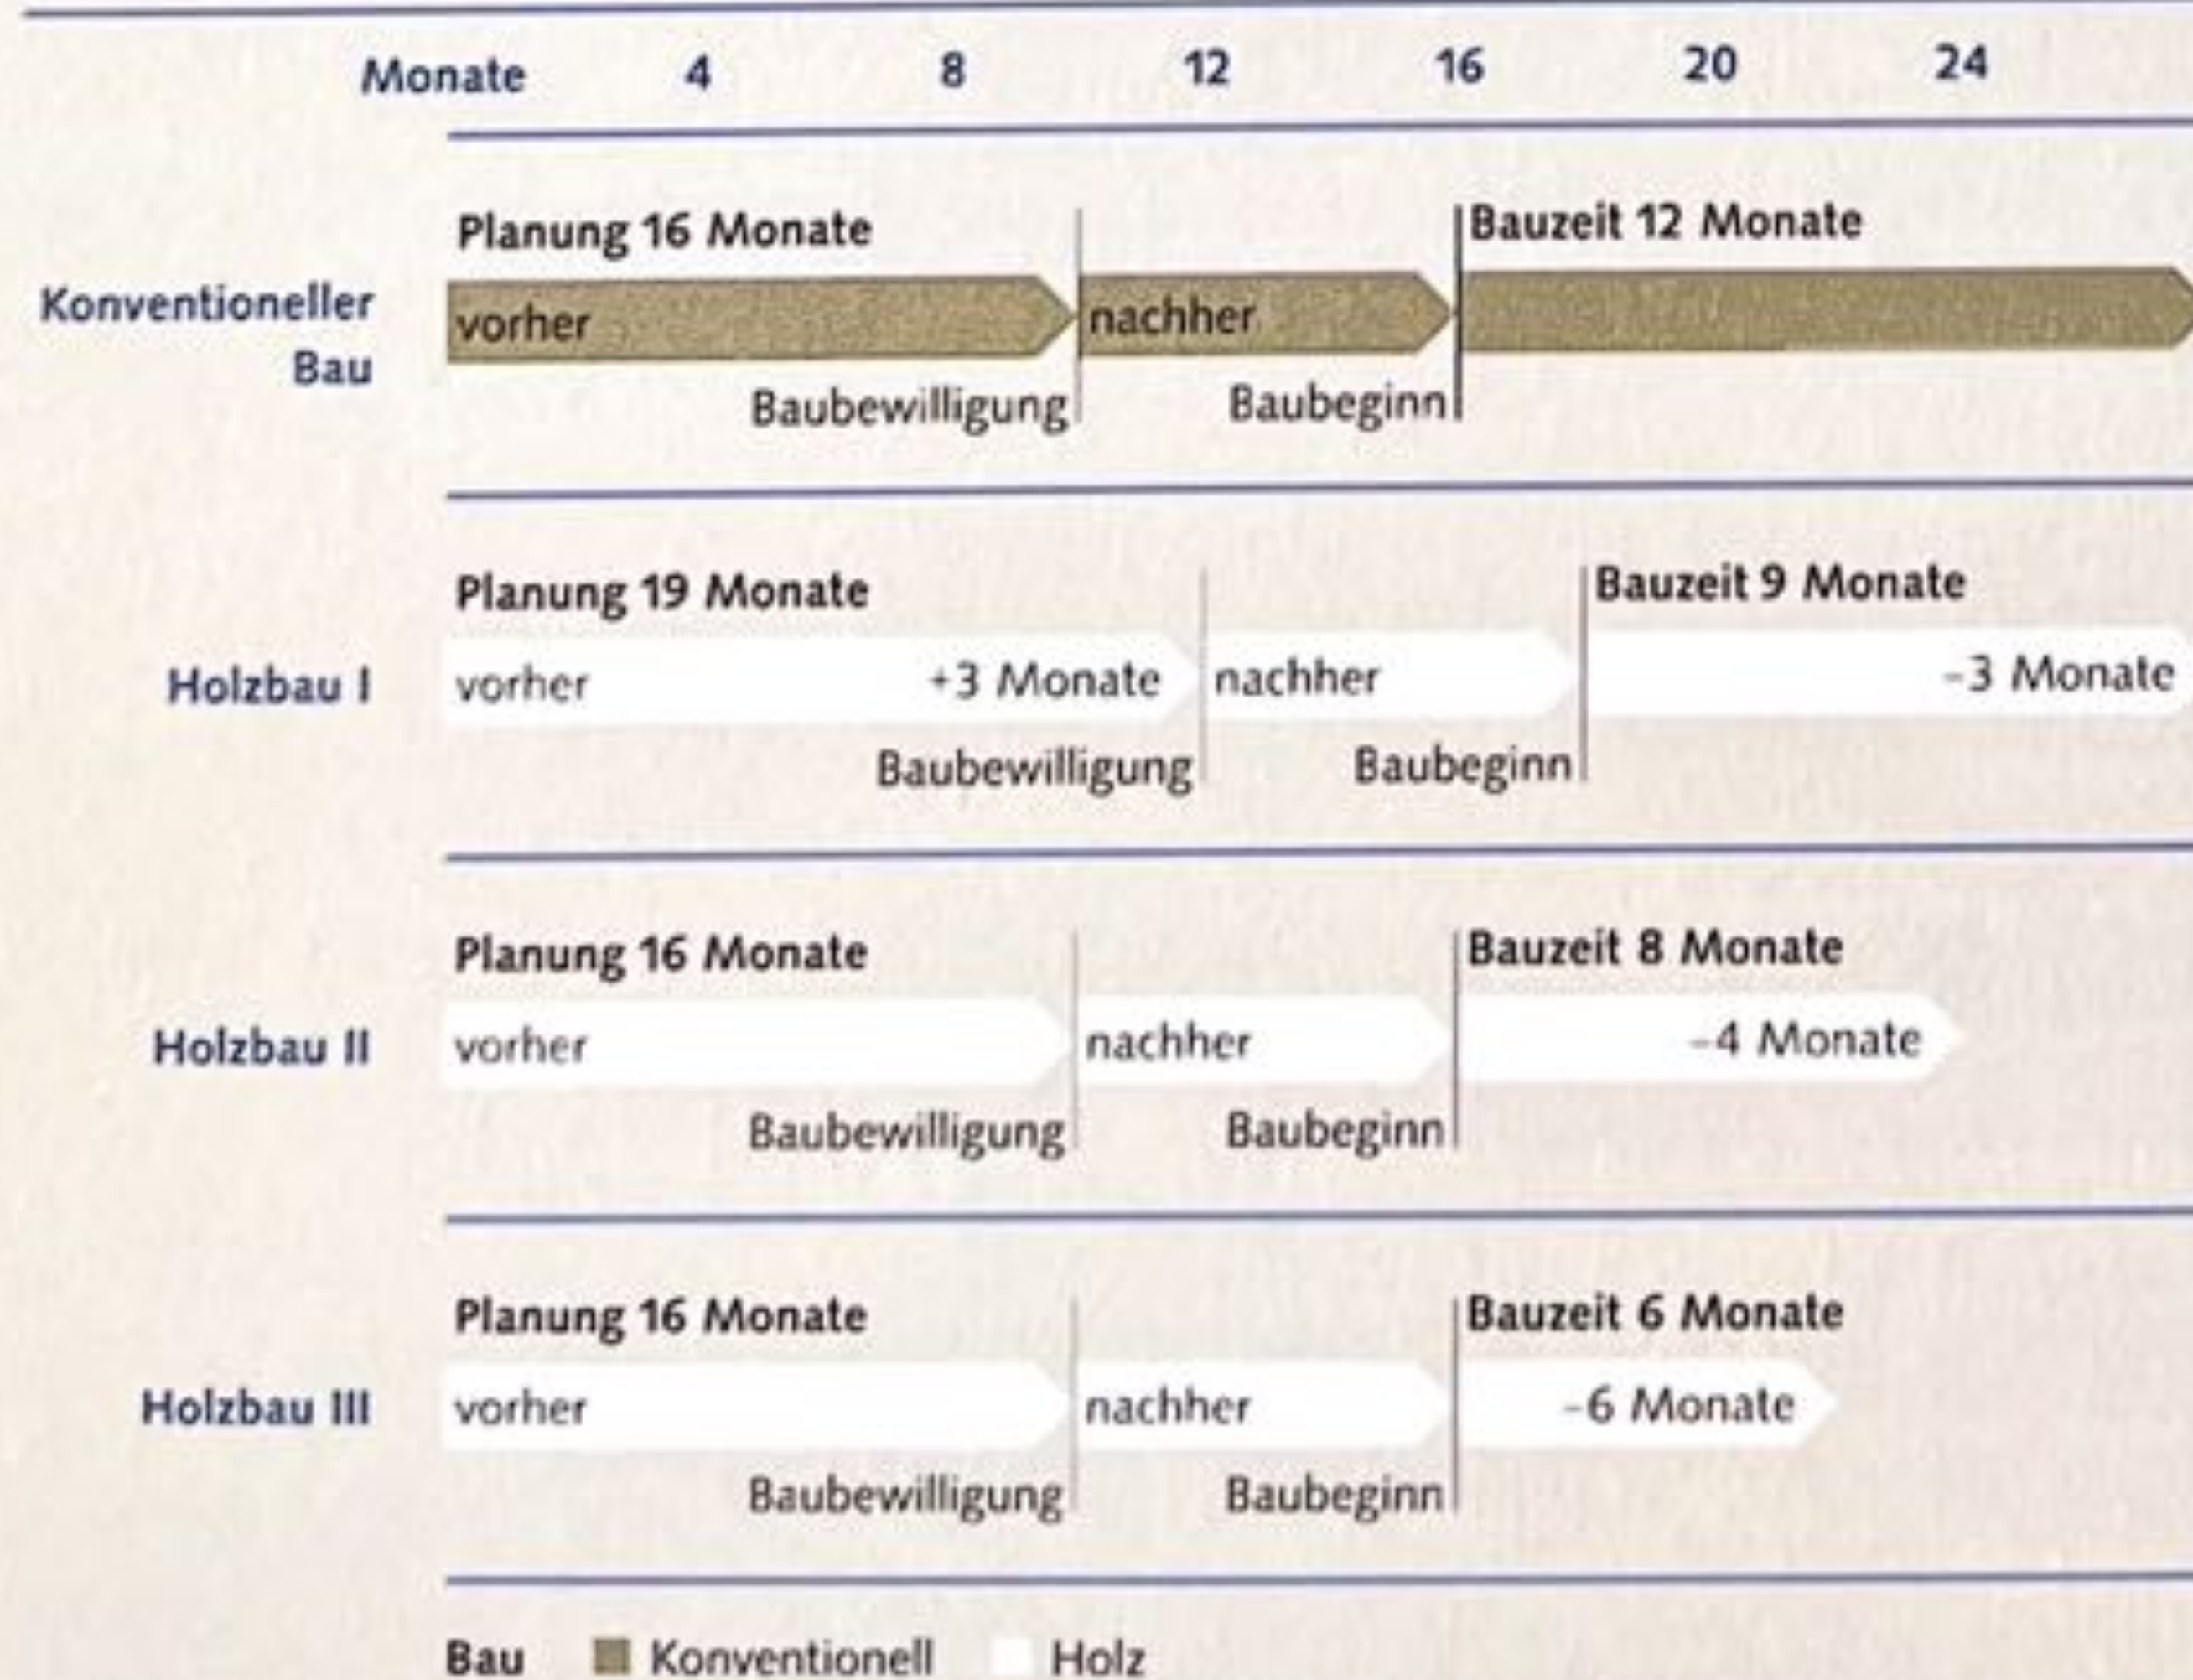 Monate 4 8 12 16 20 24
Planung 16 Monate Bauzeit 12 Monate
Konventioneller
Bau
vorher nachher
Baubewilligung Baubeginn
Planung 19 Monate Bauzeit 9 Monate
Holzbau I vorher +3 Monate nachher -3 Monate
Baubewilligung Baubeginn
Planung 16 Monate Bauzeit 8 Monate
Holzbau II vorher nachher -4 Monate
Baubewilligung Baubeginn
Planung 16 Monate Bauzeit 6 Monate
Holzbau III vorher nachher -6 Monate
Baubewilligung Baubeginn
Bau Konventionell Holz